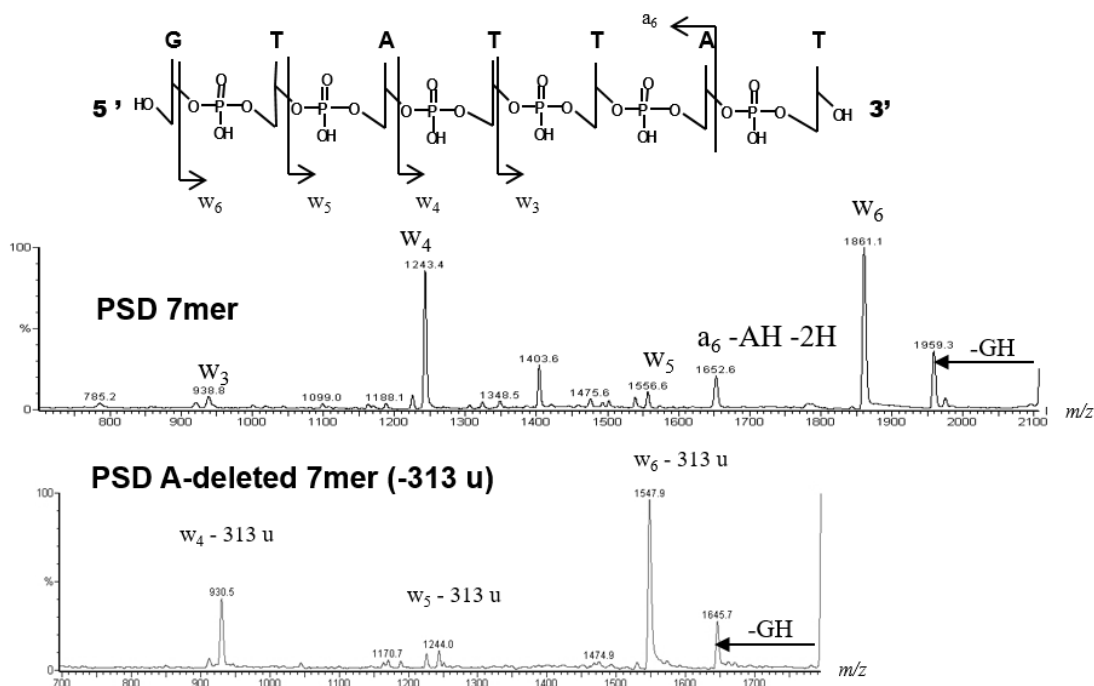 a6
G T A T T A T
5 ' HO O P O O OH O P O O OH O P O O OH O P O O OH O P O O OH O P O O OH OH 3'
w6 w5 w4 w3
w6
w4
100
1861.1
1243.4
PSD 7mer
%
a6 -AH -2H
-GH
w5
1959.3
w3
1403.6
1652.6
785.2 938.8 1099.0 1188.1 1348.5 1475.6 1556.6
0
800 900 1000 1100 1200 1300 1400 1500 1600 1700 1800 1900 2000 2100 m/z
w6 - 313 u
PSD A-deleted 7mer (-313 u)
100
1547.9
w4 - 313 u
930.5
w5 - 313 u
%
1645.7
-GH
1170.7 1244.0 1474.9
0
700 800 900 1000 1100 1200 1300 1400 1500 1600 1700 m/z